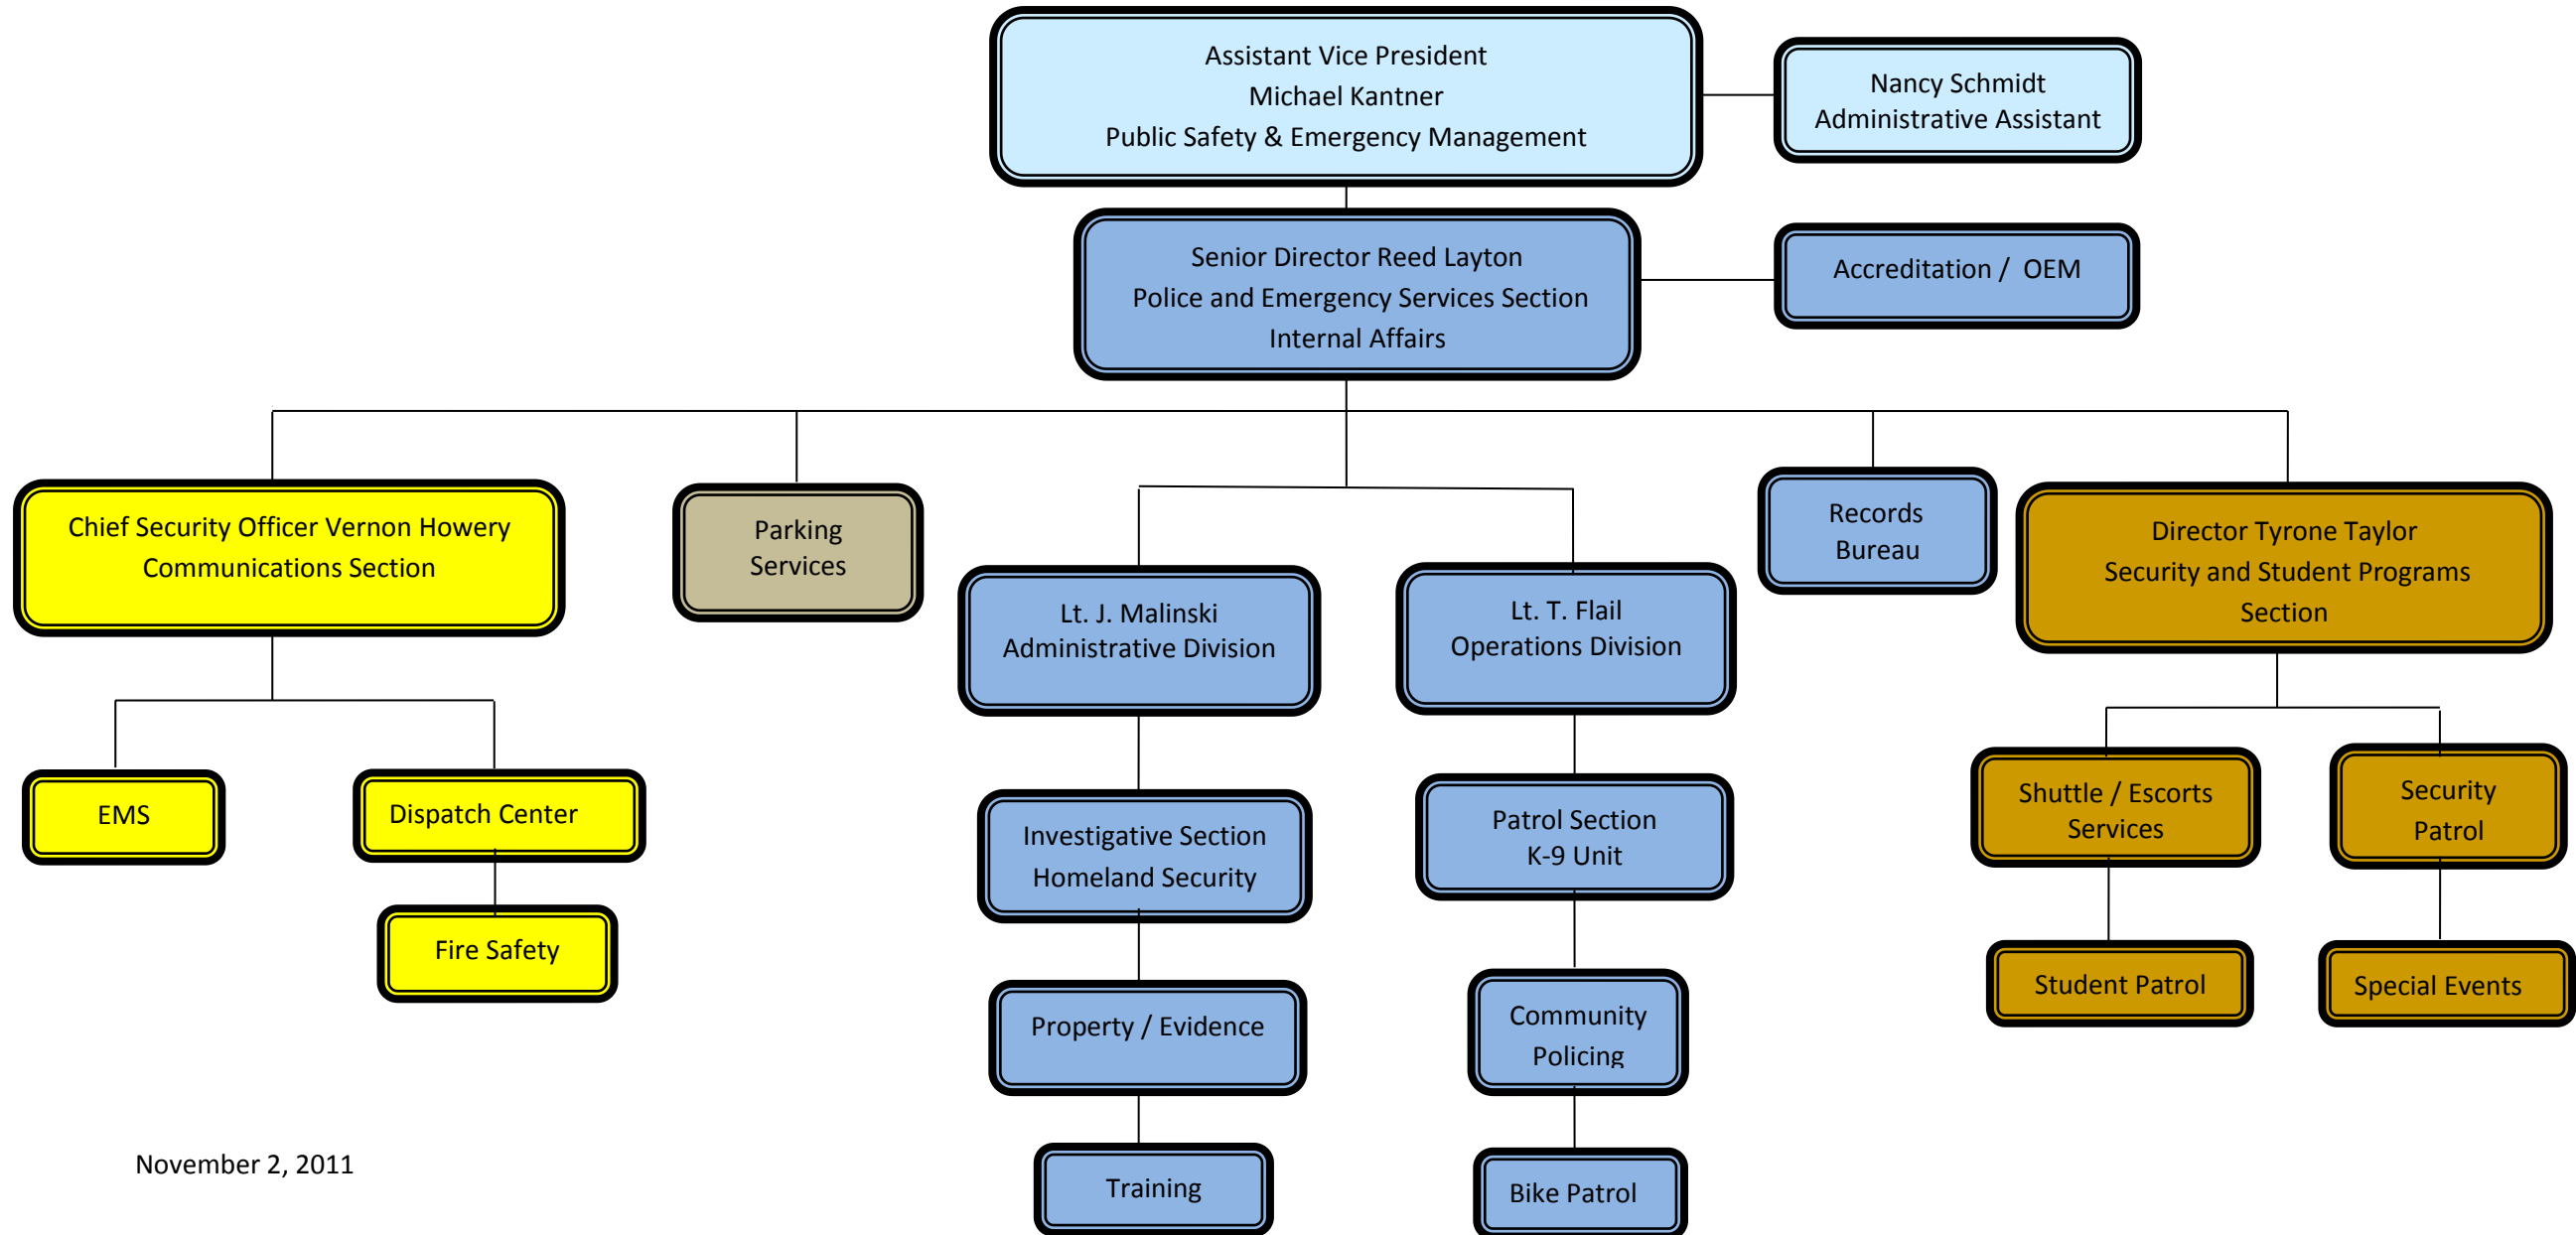 Assistant Vice President
Michael Kantner
Public Safety & Emergency Management
Nancy Schmidt
Administrative Assistant
Senior Director Reed Layton
Police and Emergency Services Section
Internal Affairs
Accreditation / OEM
Chief Security Officer Vernon Howery
Communications Section
Parking
Services
Lt. J. Malinski
Administrative Division
Lt. T. Flail
Operations Division
Records
Bureau
Director Tyrone Taylor
Security and Student Programs
Section
EMS
Dispatch Center
Fire Safety
Investigative Section
Homeland Security
Property / Evidence
Training
Patrol Section
K-9 Unit
Community
Policing
Bike Patrol
Shuttle / Escorts
Services
Student Patrol
Security
Patrol
Special Events
November 2, 2011